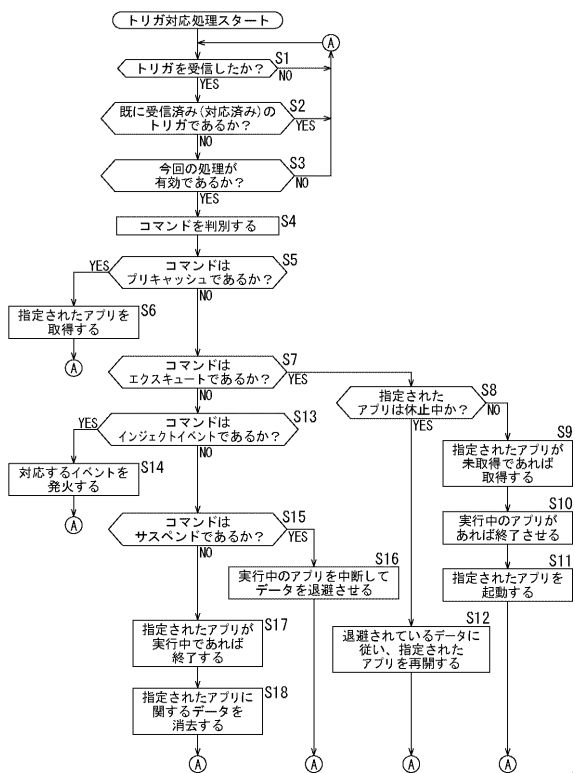 トリガ対応処理スタート
A
S1
トリガを受信したか?
NO
YES
S2
既に受信済み(対応済み)の
トリガであるか?
YES
NO
S3
今回の処理が
有効であるか?
NO
YES
S4
コマンドを判別する
S5
コマンドは
プリキャッシュであるか?
YES
NO
S6
指定されたアプリを
取得する
A
S7
コマンドは
エクスキュートであるか?
YES
NO
S8
指定された
アプリは休止中か?
NO
YES
S13
コマンドは
インジェクトイベントであるか?
YES
NO
S9
指定されたアプリが
未取得であれば
取得する
S14
対応するイベントを
発火する
A
S10
実行中のアプリが
あれば終了させる
S15
コマンドは
サスペンドであるか?
YES
NO
S11
指定されたアプリを
起動する
S16
実行中のアプリを中断して
データを退避させる
S12
退避されているデータに
従い、指定された
アプリを再開する
S17
指定されたアプリが
実行中であれば
終了する
S18
指定されたアプリに
関するデータを
消去する
A
A
A
A